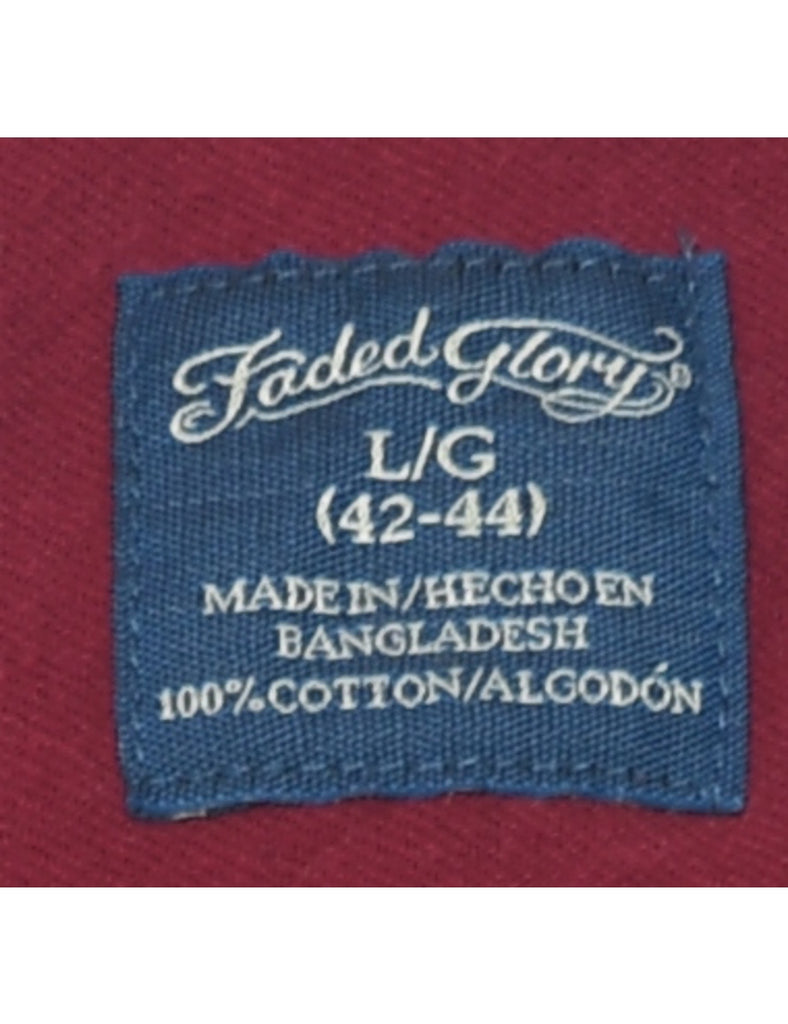 Faded Glory®
L/G
(42-44)
MADE IN/HECHO EN
BANGLADESH
100% COTTON/ALGODÓN